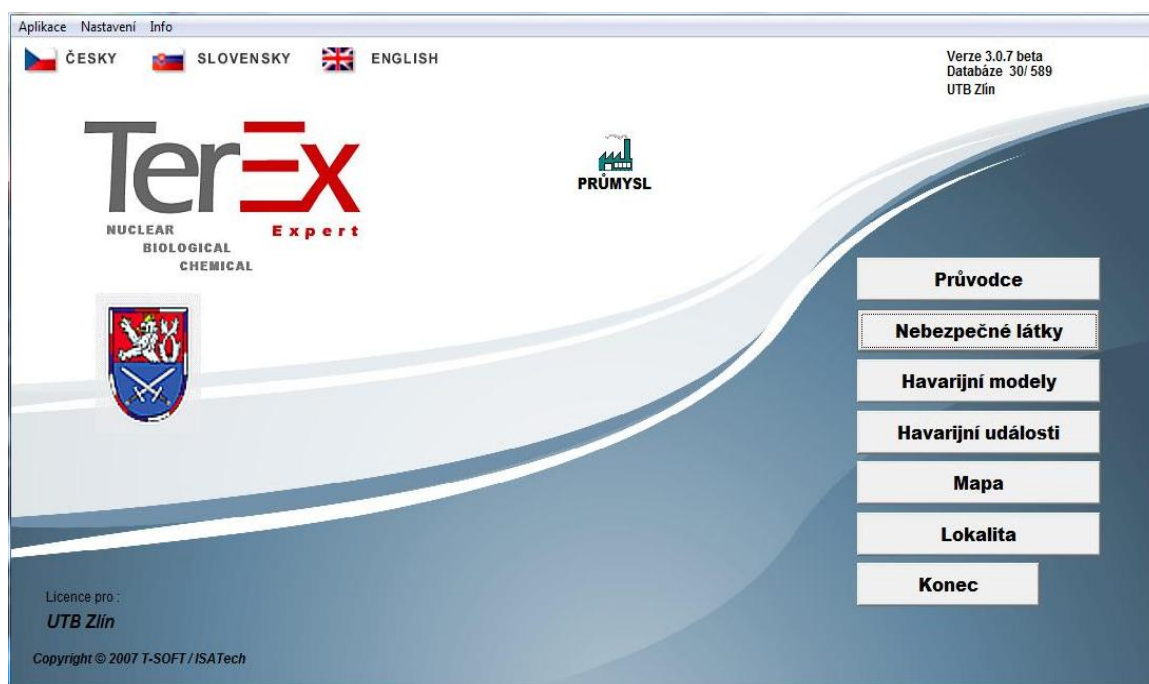 Aplikace Nastavení Info
ČESKY SLOVENSKY ENGLISH
Verze 3.0.7 beta
Databáze 30/ 589
UTB Zlín
TerEx
NUCLEAR Expert
BIOLOGICAL
CHEMICAL
PRŮMYSL
Průvodce
Nebezpečné látky
Havarijní modely
Havarijní události
Mapa
Lokalita
Konec
Licence pro :
UTB Zlín
Copyright © 2007 T-SOFT / ISATech